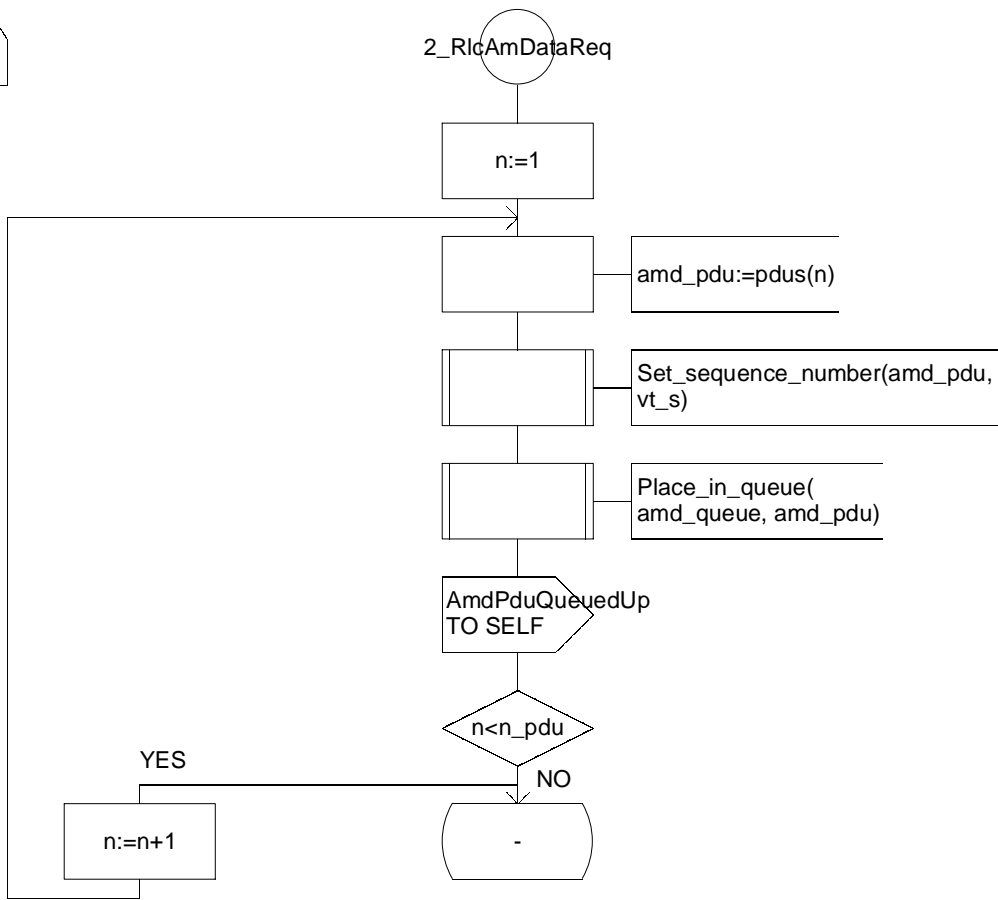 2_RlcAmDataReq
n:=1
amd_pdu:=pdus(n)
Set_sequence_number(amd_pdu,
vt_s)
Place_in_queue(
amd_queue, amd_pdu)
AmdPduQueuedUp
TO SELF
n<n_pdu
YES
NO
n:=n+1
-